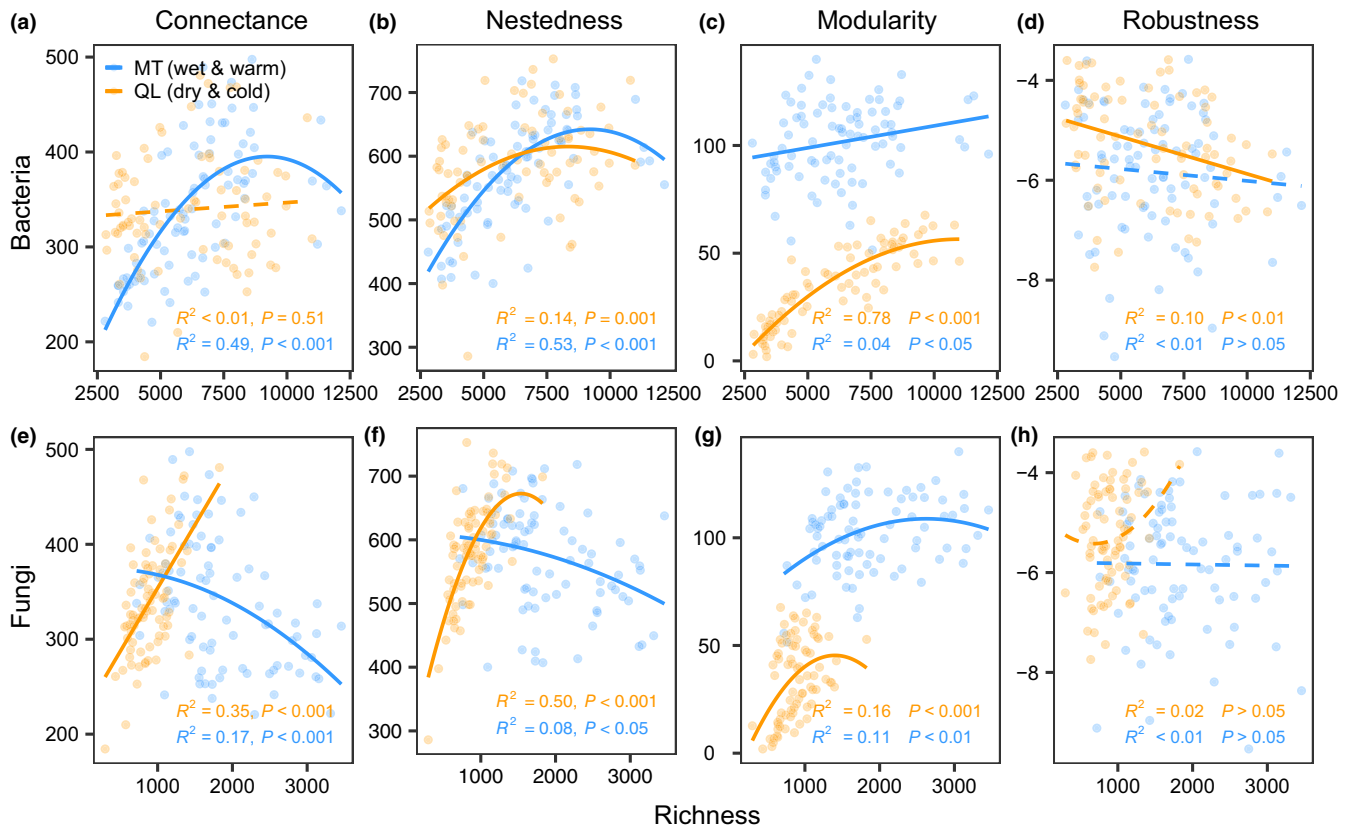 (a) Connectance (b) Nestedness (c) Modularity (d) Robustness
Bacteria
500
400
300
200
MT (wet & warm)
QL (dry & cold)
R² < 0.01, P = 0.51
R² = 0.49, P < 0.001
2500 5000 7500 10000 12500
700
600
500
400
300
R² = 0.14, P = 0.001
R² = 0.53, P < 0.001
2500 5000 7500 10000 12500
100
50
0
R² = 0.78 P < 0.001
R² = 0.04 P < 0.05
2500 5000 7500 10000 12500
−4
−6
−8
R² = 0.10 P < 0.01
R² < 0.01 P > 0.05
2500 5000 7500 10000 12500
Fungi
(e)
500
400
300
200
R² = 0.35, P < 0.001
R² = 0.17, P < 0.001
1000 2000 3000
(f)
700
600
500
400
300
R² = 0.50, P < 0.001
R² = 0.08, P < 0.05
1000 2000 3000
(g)
100
50
0
R² = 0.16 P < 0.001
R² = 0.11 P < 0.01
1000 2000 3000
(h)
−4
−6
−8
R² = 0.02 P > 0.05
R² < 0.01 P > 0.05
1000 2000 3000
Richness